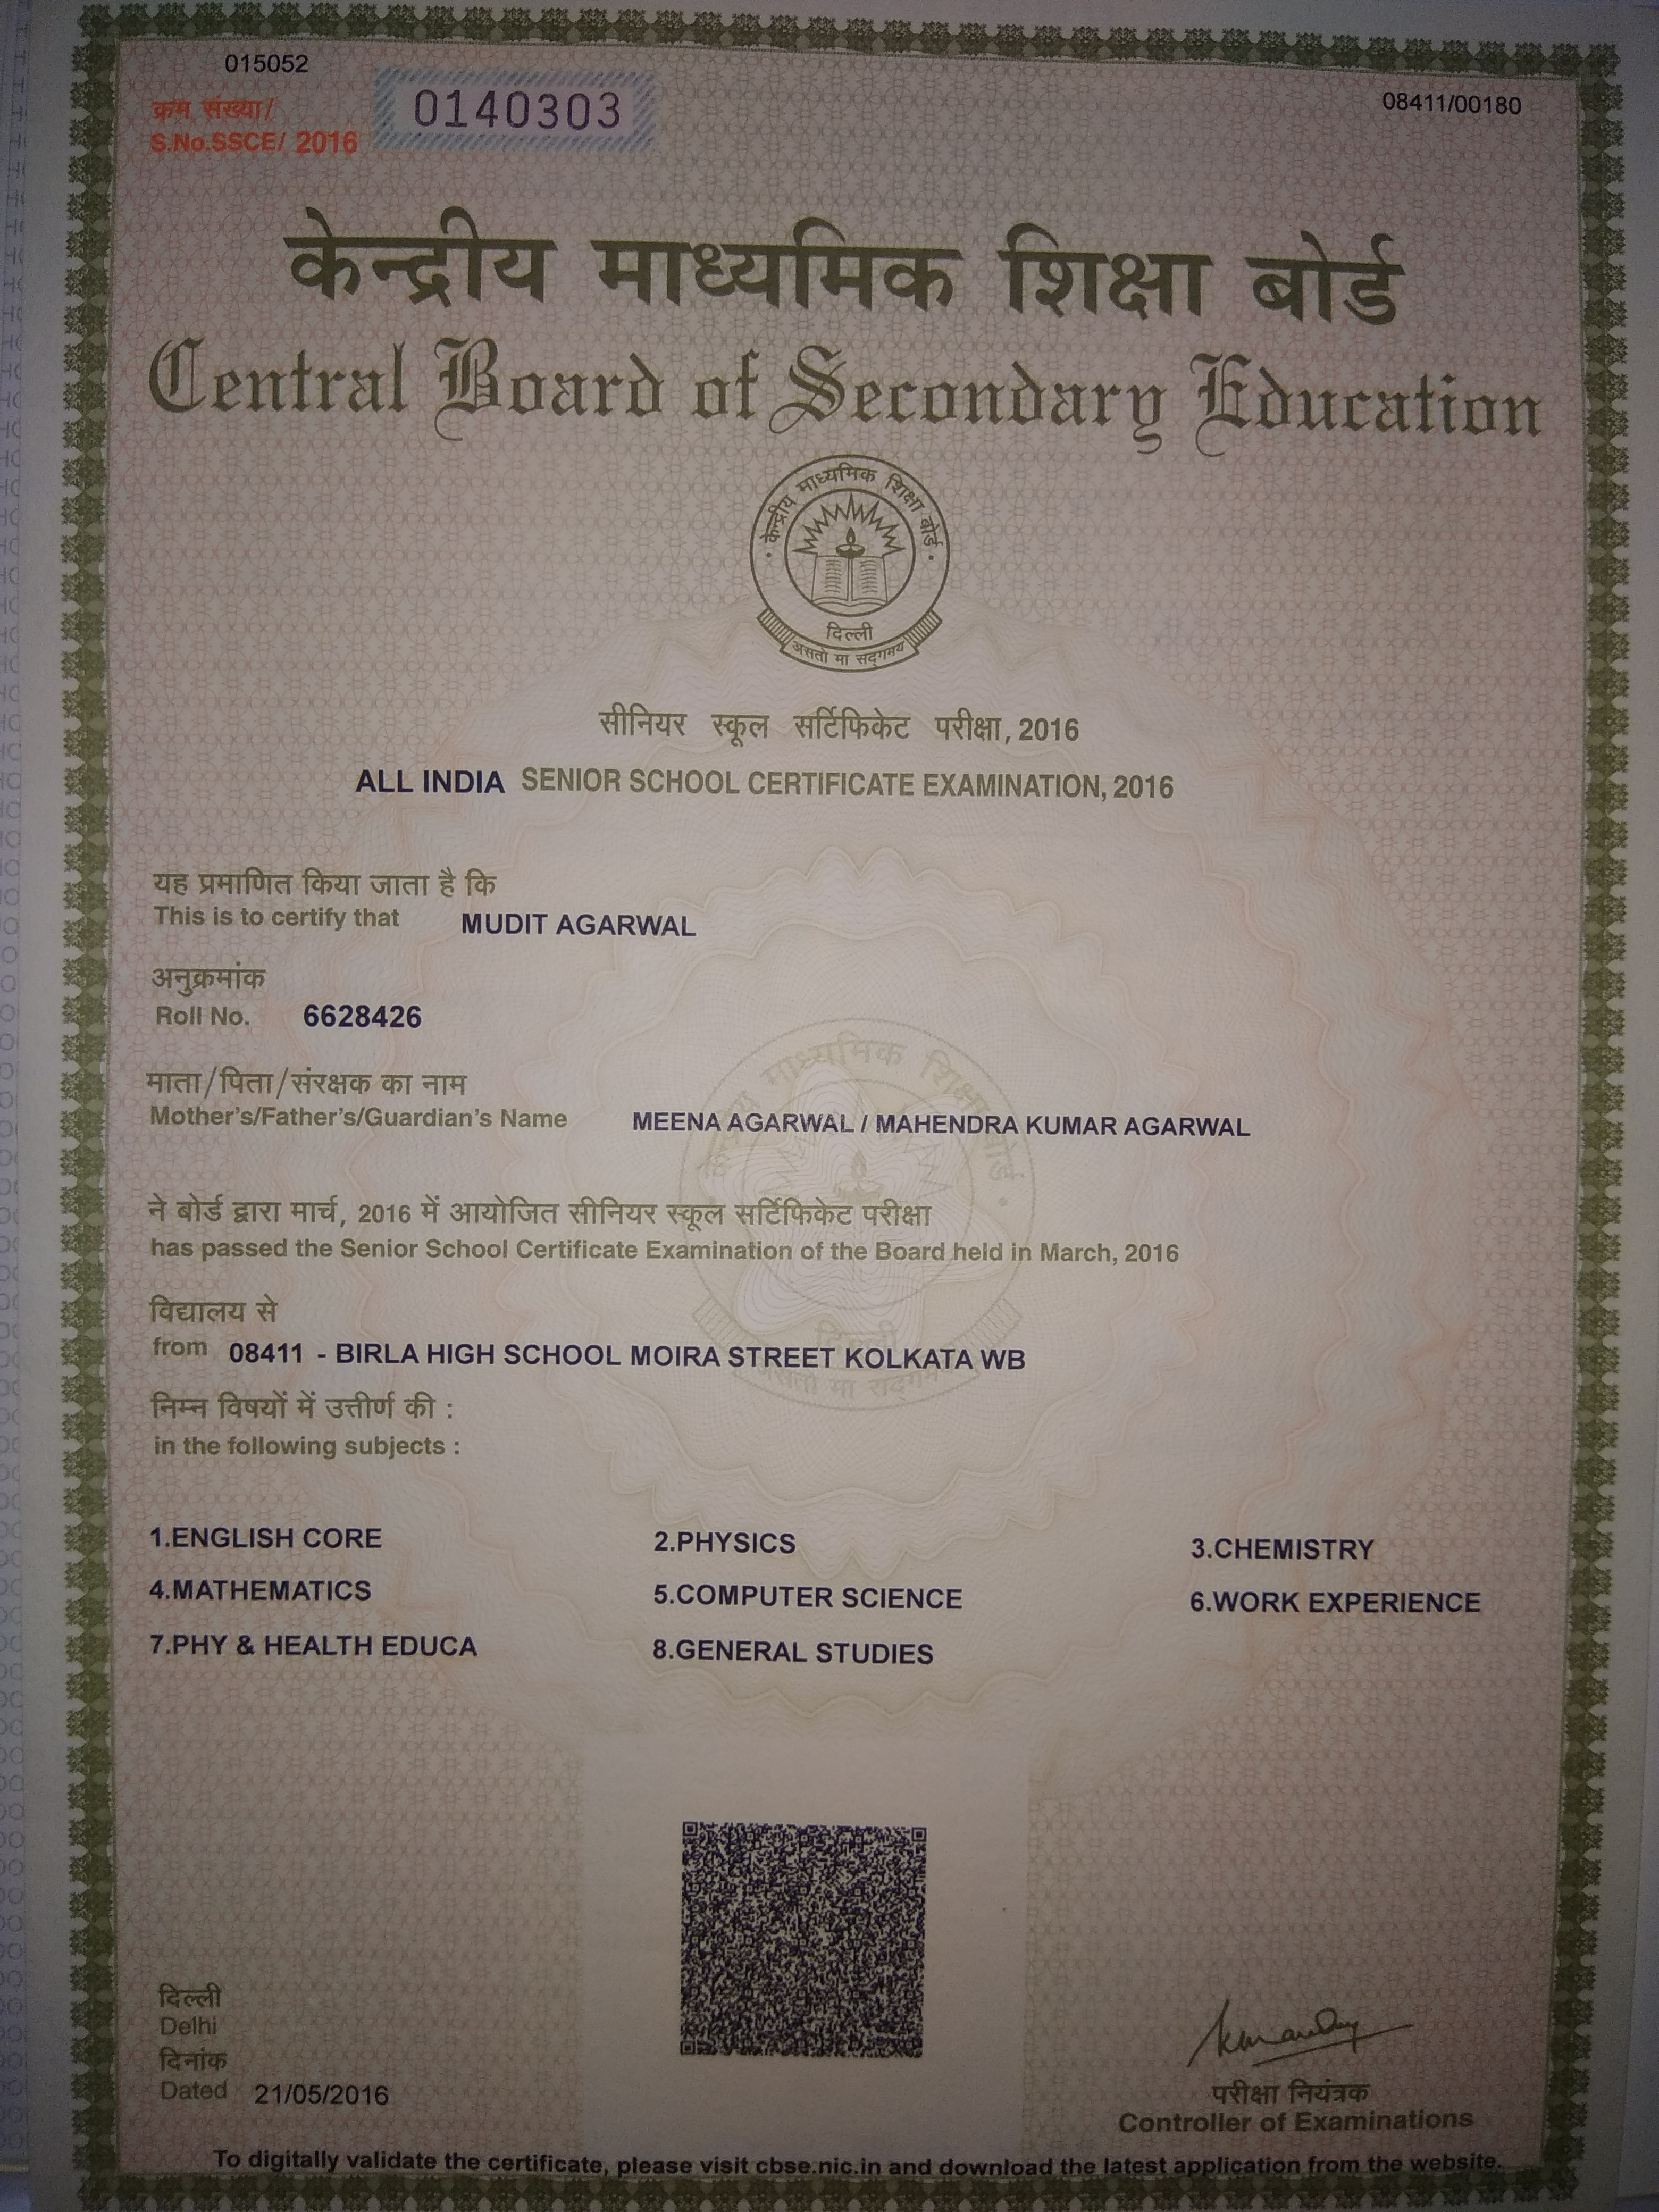 015052
08411/00180
क्रम संख्या/
S.No.SSCE/ 2016
0140303
केन्द्रीय माध्यमिक शिक्षा बोर्ड
Central Board of Secondary Education
केन्द्रीय माध्यमिक शिक्षा बोर्ड
दिल्ली
असतो मा सद्गमय
सीनियर स्कूल सर्टिफिकेट परीक्षा, 2016
ALL INDIA SENIOR SCHOOL CERTIFICATE EXAMINATION, 2016
यह प्रमाणित किया जाता है कि
This is to certify that MUDIT AGARWAL
अनुक्रमांक
Roll No. 6628426
माता/पिता/संरक्षक का नाम
Mother's/Father's/Guardian's Name MEENA AGARWAL / MAHENDRA KUMAR AGARWAL
ने बोर्ड द्वारा मार्च, 2016 में आयोजित सीनियर स्कूल सर्टिफिकेट परीक्षा
has passed the Senior School Certificate Examination of the Board held in March, 2016
विद्यालय से
from 08411 - BIRLA HIGH SCHOOL MOIRA STREET KOLKATA WB
निम्न विषयों में उत्तीर्ण की :
in the following subjects :
1.ENGLISH CORE 2.PHYSICS 3.CHEMISTRY
4.MATHEMATICS 5.COMPUTER SCIENCE 6.WORK EXPERIENCE
7.PHY & HEALTH EDUCA 8.GENERAL STUDIES
दिल्ली
Delhi
दिनांक
Dated 21/05/2016
परीक्षा नियंत्रक
Controller of Examinations
To digitally validate the certificate, please visit cbse.nic.in and download the latest application from the website.